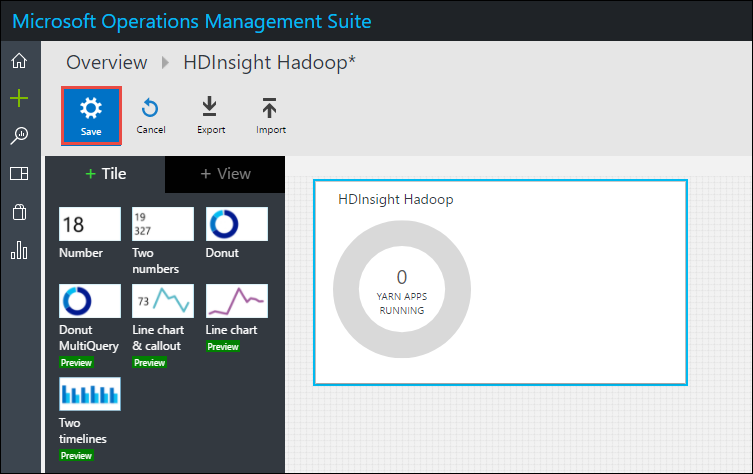 Microsoft Operations Management Suite
Overview HDInsight Hadoop*
Save Cancel Export Import
+ Tile + View
18
19
327
Number Two
numbers Donut
73
Donut
MultiQuery
Preview
Line chart
& callout
Preview
Line chart
Preview
Two
timelines
Preview
HDInsight Hadoop
0
YARN APPS
RUNNING